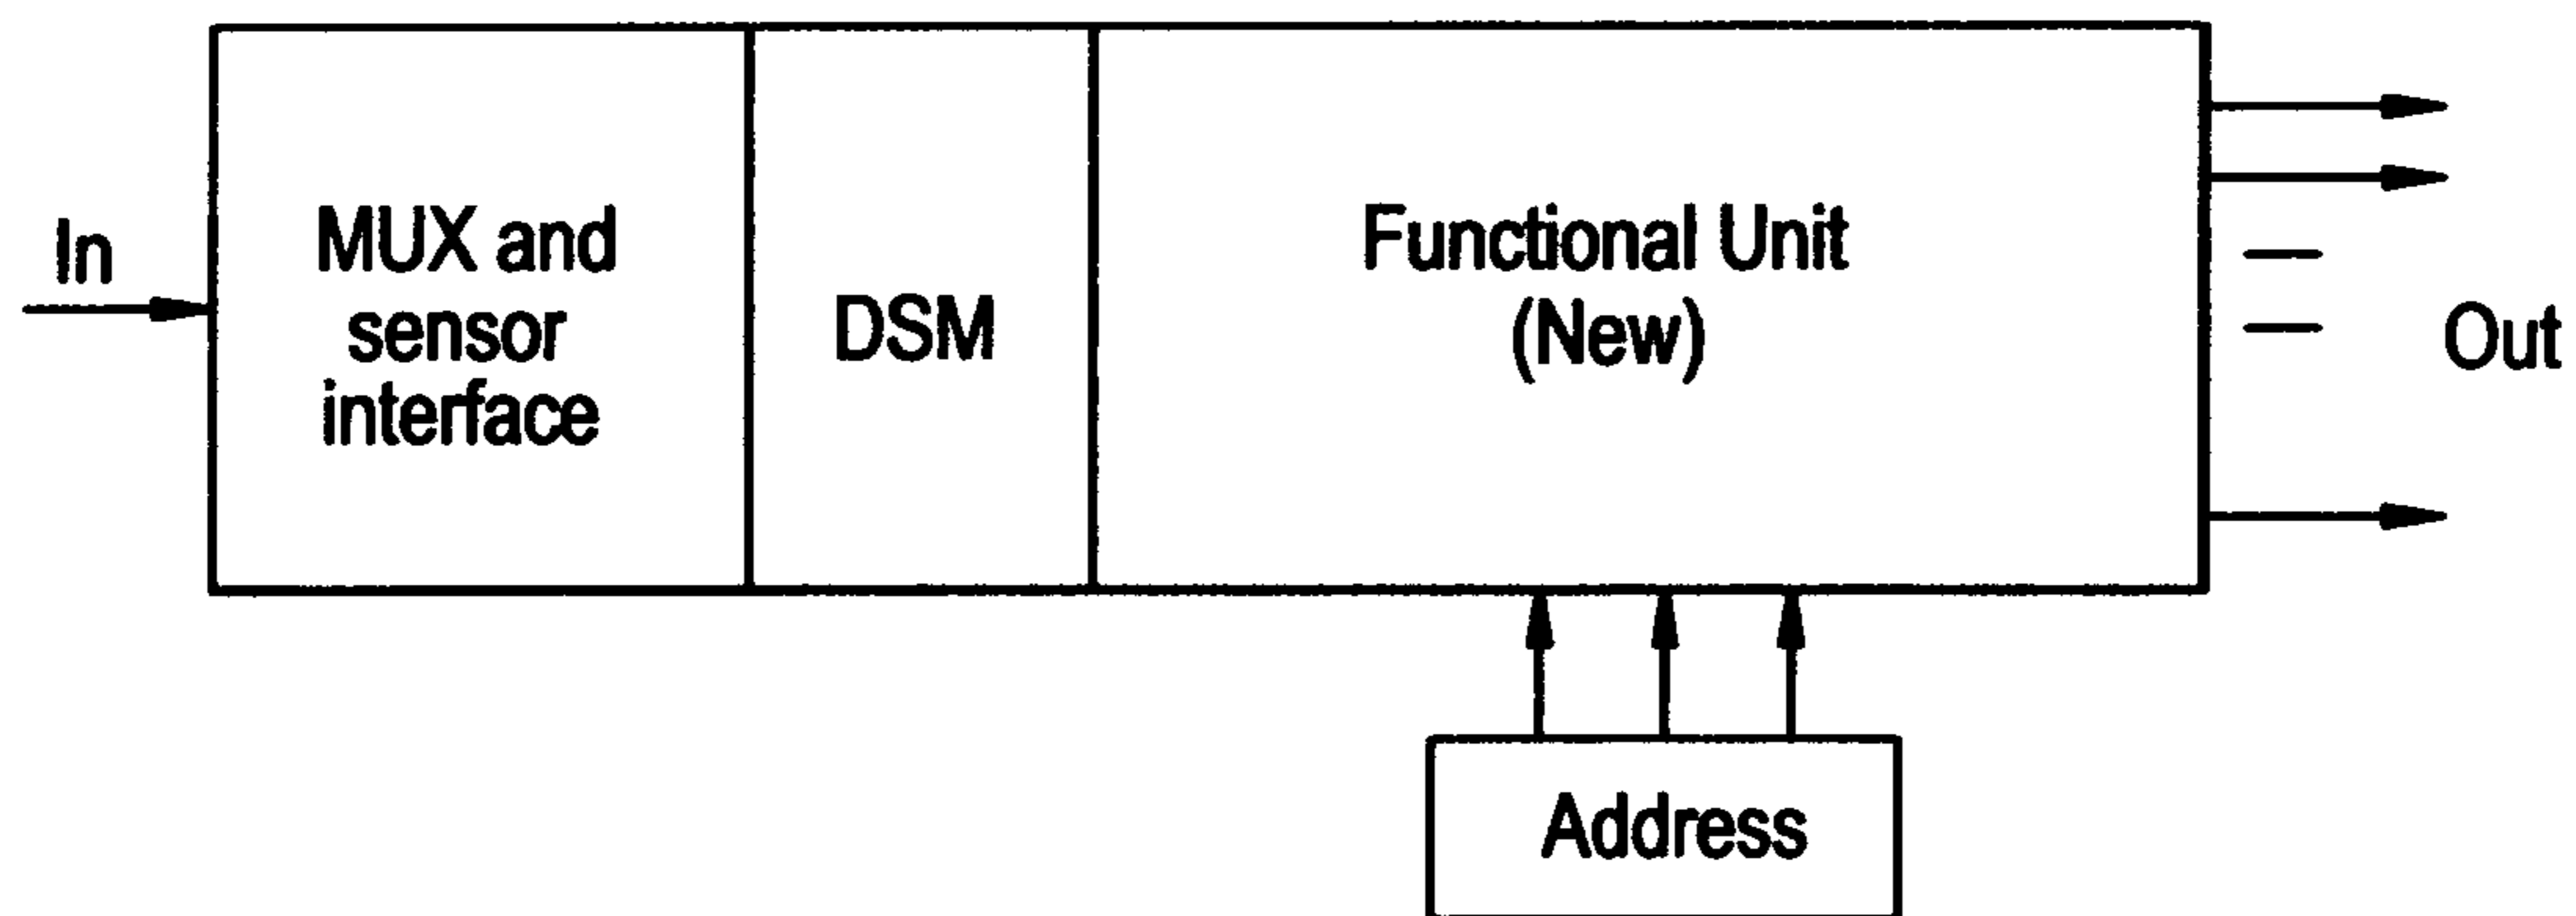 In
MUX and
sensor
interface
DSM
Functional Unit
(New)
Out
Address